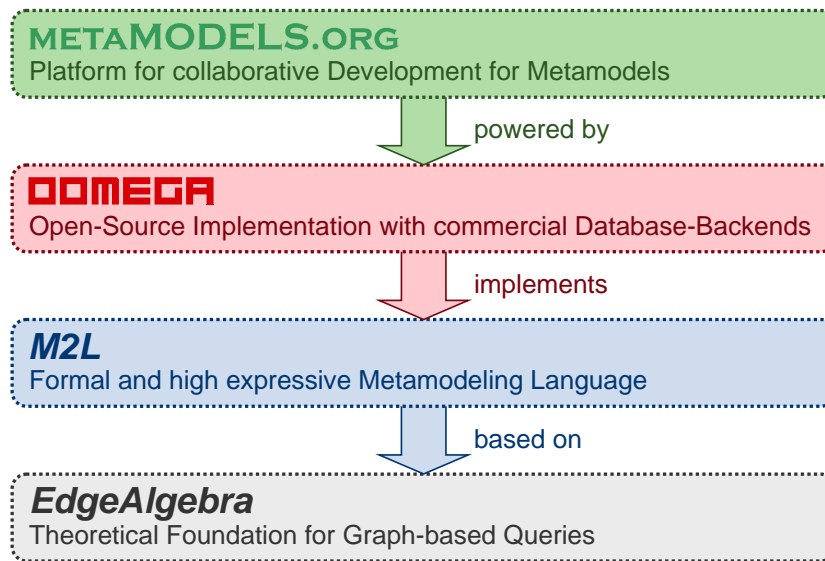 METAMODELS.ORG
Platform for collaborative Development for Metamodels
powered by
OOMEGA
Open-Source Implementation with commercial Database-Backends
implements
M2L
Formal and high expressive Metamodeling Language
based on
EdgeAlgebra
Theoretical Foundation for Graph-based Queries